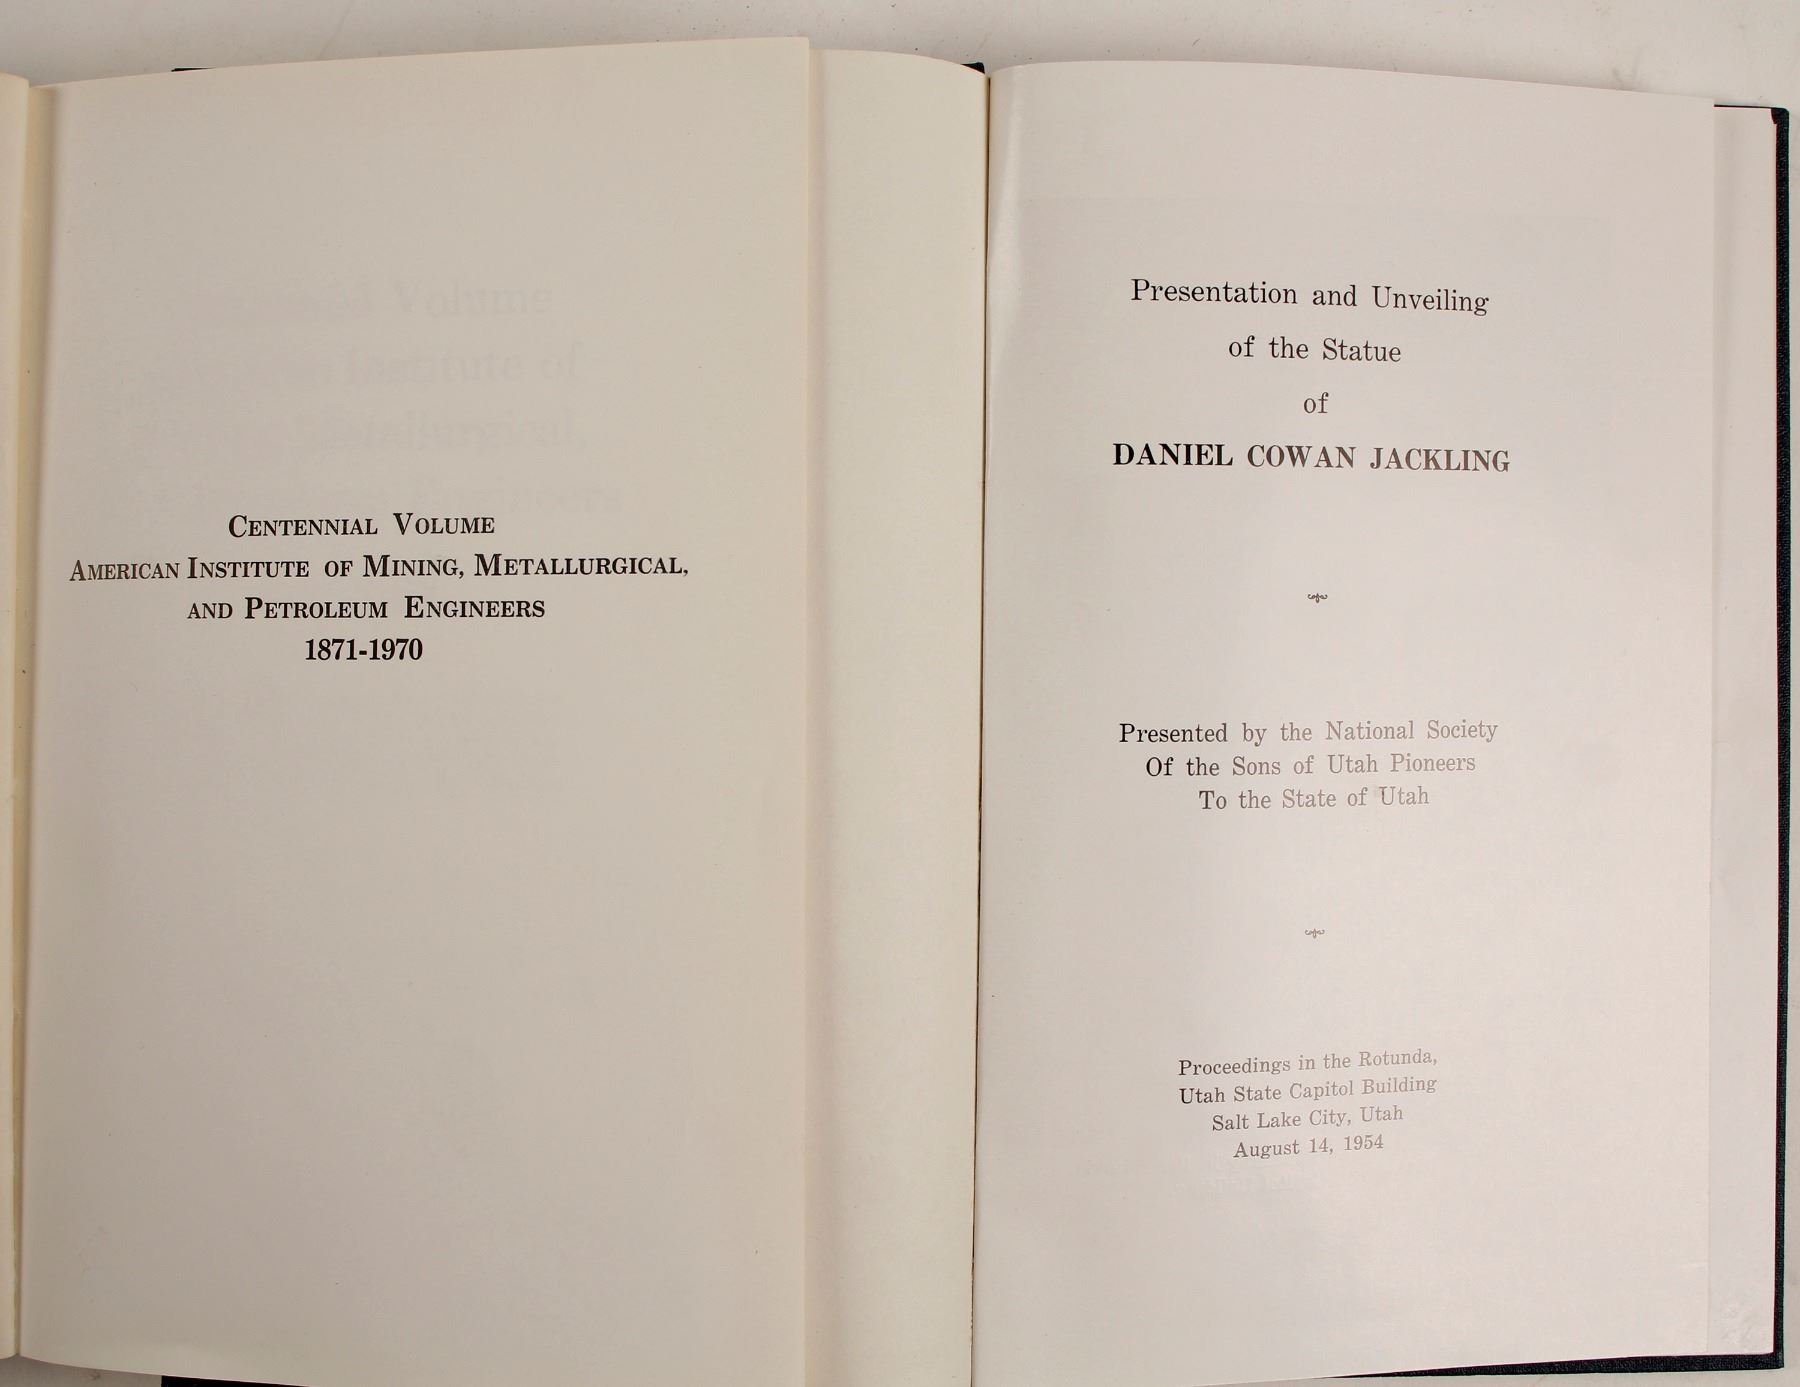 CENTENNIAL VOLUME
AMERICAN INSTITUTE OF MINING, METALLURGICAL,
AND PETROLEUM ENGINEERS
1871-1970
Presentation and Unveiling
of the Statue
of
DANIEL COWAN JACKLING
Presented by the National Society
Of the Sons of Utah Pioneers
To the State of Utah
Proceedings in the Rotunda,
Utah State Capitol Building
Salt Lake City, Utah
August 14, 1954